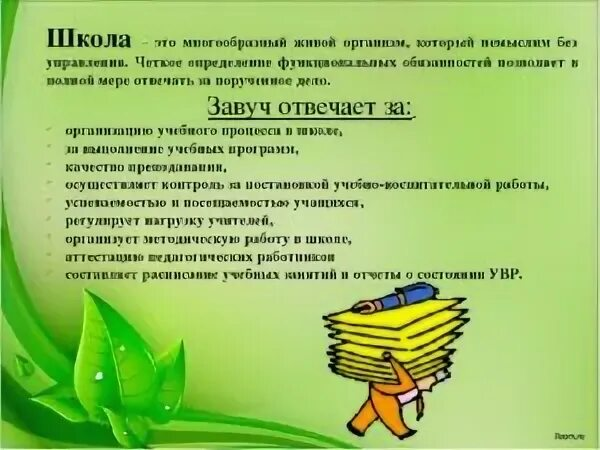 Школа - это многообразный живой организм, который немыслим без
управления. Четкое определение функциональных обязанностей позволяет в
полной мере отвечать за порученное дело.
Завуч отвечает за:
организацию учебного процесса в школе,
за выполнение учебных программ,
качество преподавания,
осуществляет контроль за постановкой учебно-воспитательной работы,
успеваемостью и посещаемостью учащихся,
регулирует нагрузку учителей,
организует методическую работу в школе,
аттестацию педагогических работников
составляет расписание учебных занятий и отчеты о состоянии УВР.